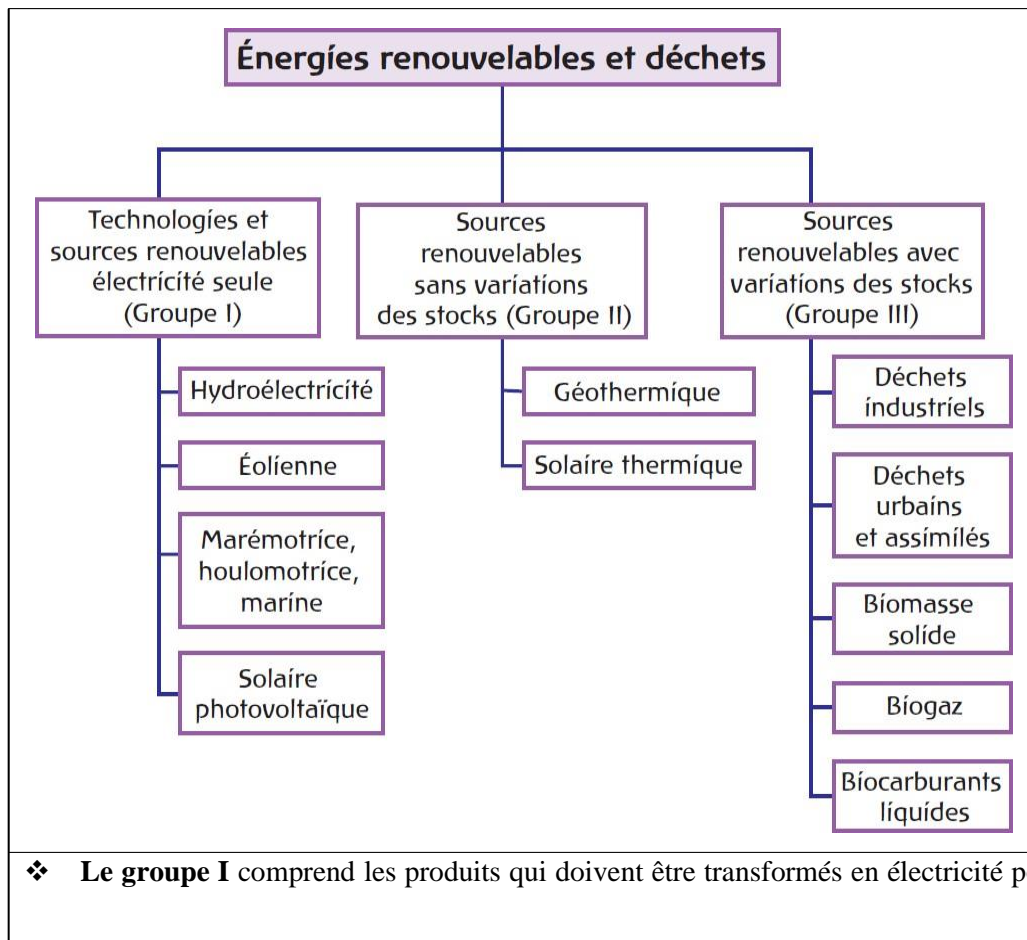 Énergies renouvelables et déchets
Technologies et
sources renouvelables
électricité seule
(Groupe I)
Hydroélectricité
Éolienne
Marémotrice,
houlomotrice,
marine
Solaire
photovoltaïque
Sources
renouvelables
sans variations
des stocks (Groupe II)
Géothermique
Solaire thermique
Sources
renouvelables avec
variations des stocks
(Groupe III)
Déchets
industriels
Déchets
urbains
et assimilés
Biomasse
solide
Biogaz
Biocarburants
liquides
❖ Le groupe I comprend les produits qui doivent être transformés en électricité